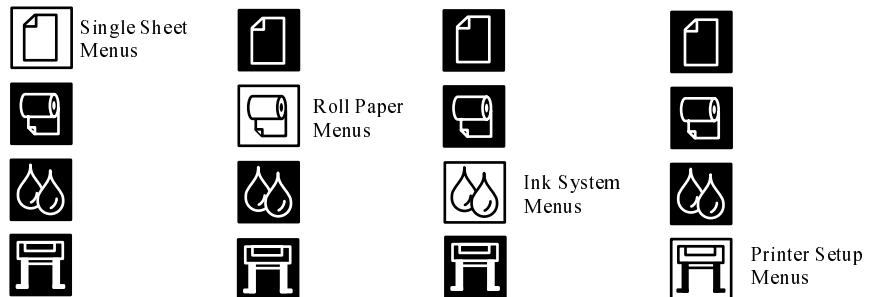 Single Sheet
Menus
Roll Paper
Menus
Ink System
Menus
Printer Setup
Menus